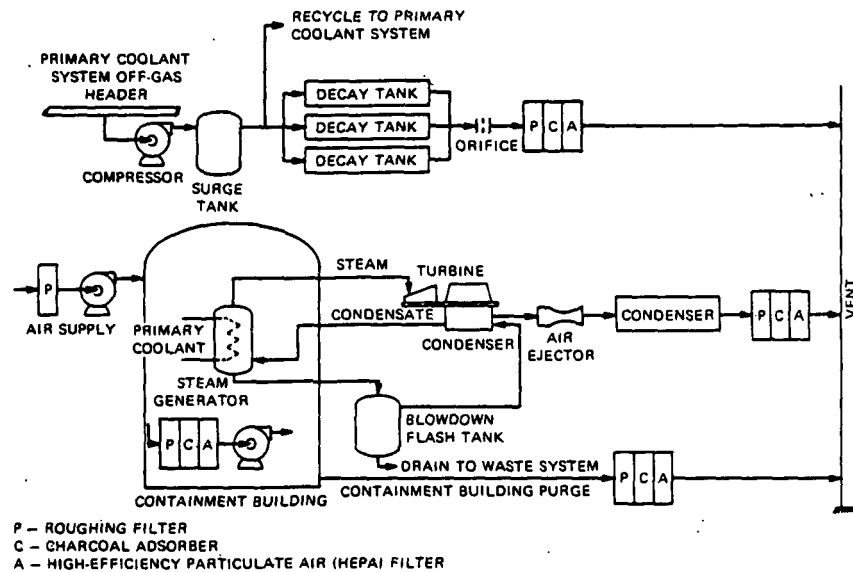 RECYCLE TO PRIMARY
COOLANT SYSTEM
PRIMARY COOLANT
SYSTEM OFF-GAS
HEADER
COMPRESSOR
SURGE
TANK
DECAY TANK
DECAY TANK
DECAY TANK
ORIFICE
P C A
P
AIR SUPPLY
STEAM
TURBINE
CONDENSATE
CONDENSER
AIR
EJECTOR
CONDENSER
P C A
VENT
PRIMARY
COOLANT
STEAM
GENERATOR
BLOWDOWN
FLASH TANK
P C A
DRAIN TO WASTE SYSTEM
CONTAINMENT BUILDING PURGE
P C A
CONTAINMENT BUILDING
P – ROUGHING FILTER
C – CHARCOAL ADSORBER
A – HIGH-EFFICIENCY PARTICULATE AIR (HEPA) FILTER